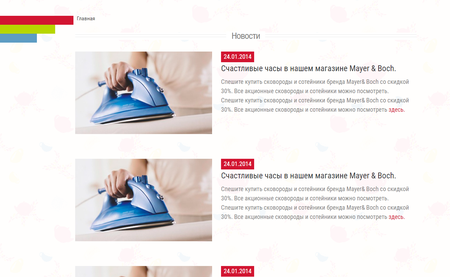 Главная
Новости
24.01.2014
Счастливые часы в нашем магазине Mayer & Boch.
Спешите купить сковороды и сотейники бренда Mayer& Boch со скидкой
30%. Все акционные сковороды и сотейники можно посмотреть.
Спешите купить сковороды и сотейники бренда Mayer& Boch со скидкой
30%. Все акционные сковороды и сотейники можно посмотреть здесь.
24.01.2014
Счастливые часы в нашем магазине Mayer & Boch.
Спешите купить сковороды и сотейники бренда Mayer& Boch со скидкой
30%. Все акционные сковороды и сотейники можно посмотреть.
Спешите купить сковороды и сотейники бренда Mayer& Boch со скидкой
30%. Все акционные сковороды и сотейники можно посмотреть здесь.
24.01.2014